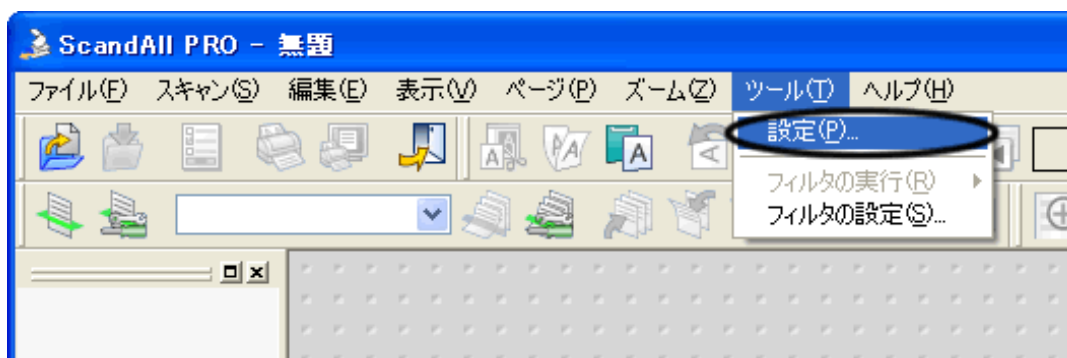 ScandAll PRO - 無題
ファイル(F) スキャン(S) 編集(E) 表示(V) ページ(P) ズーム(Z) ツール(T) ヘルプ(H)
設定(P)...
フィルタの実行(R)
フィルタの設定(S)...